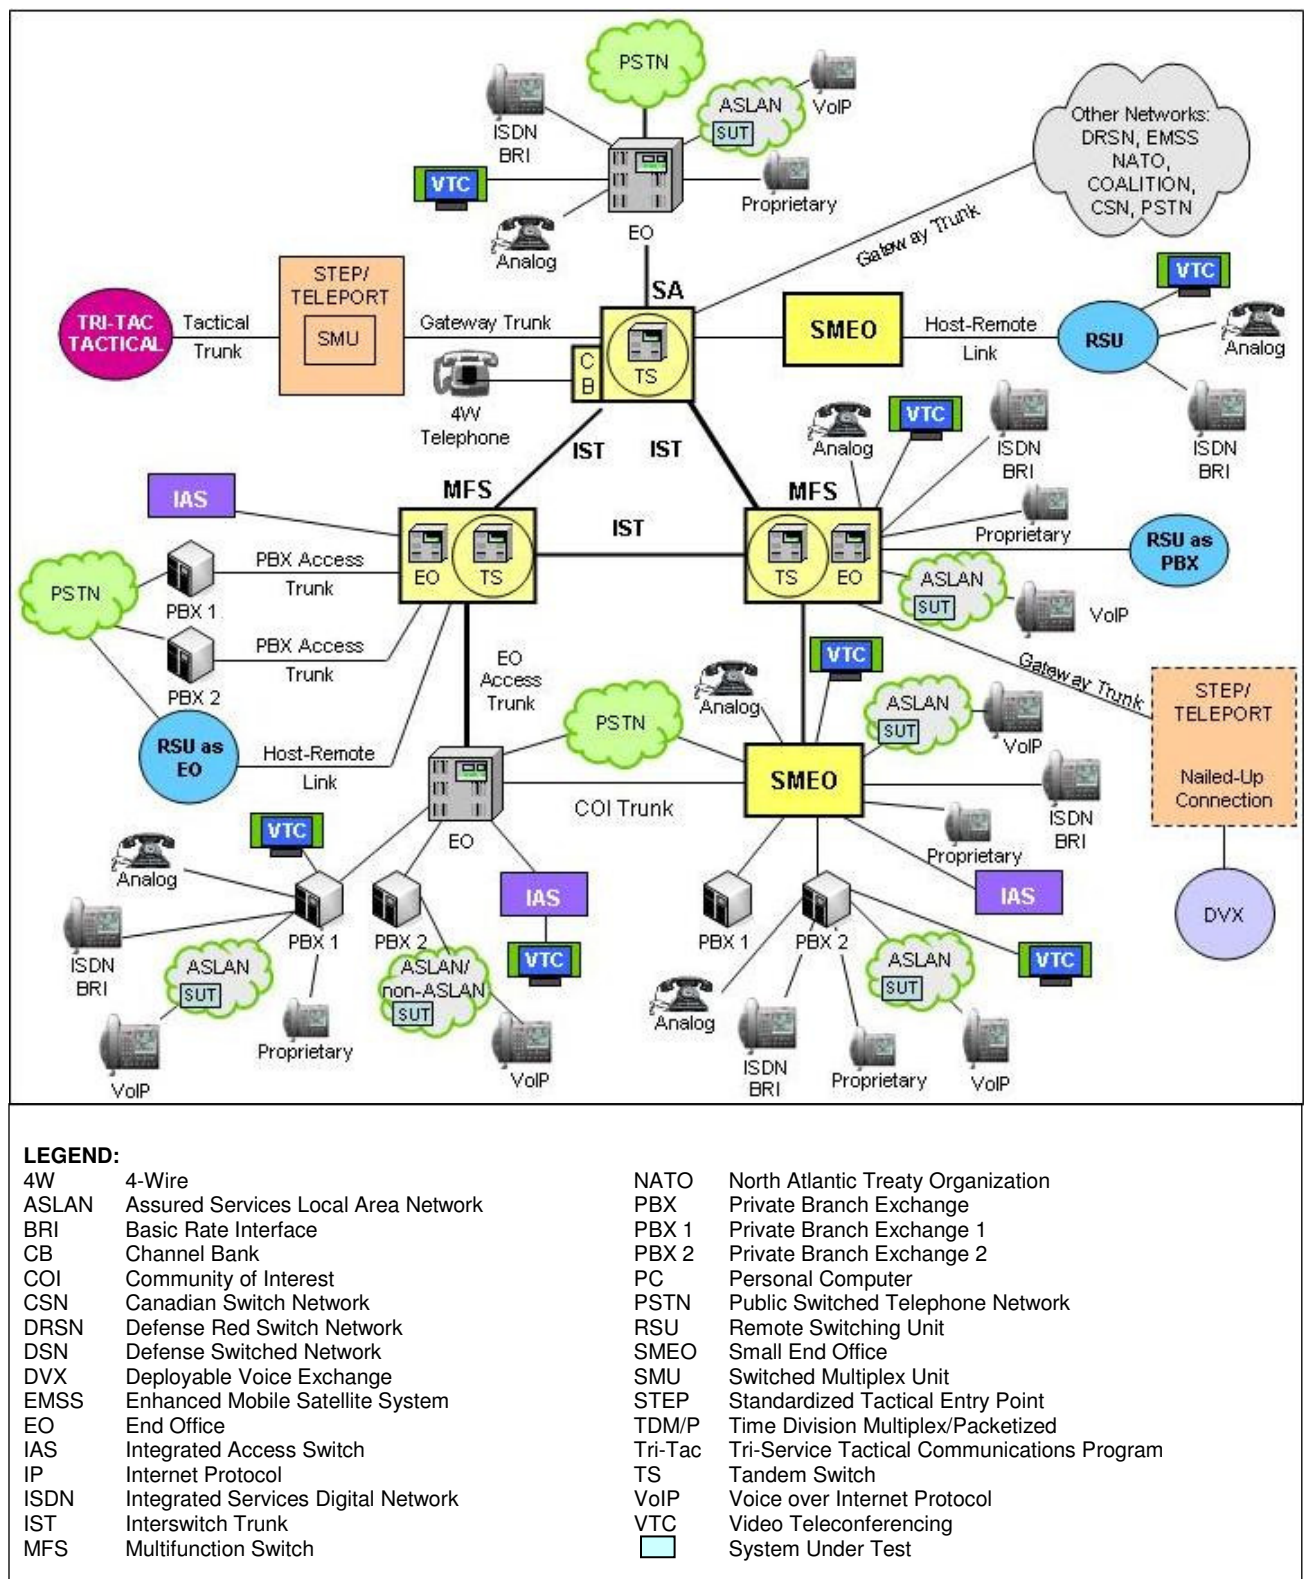 PSTN
ASLAN
SUT
VoIP
ISDN
BRI
VTC
Proprietary
Analog
EO
Other Networks:
DRSN, EMSS
NATO,
COALITION,
CSN, PSTN
Gateway Trunk
SA
TRI-TAC
TACTICAL
Tactical
Trunk
STEP/
TELEPORT
SMU
Gateway Trunk
C
B
TS
4W
Telephone
SMEO
Host-Remote
Link
RSU
VTC
Analog
ISDN
BRI
IST
IST
IAS
MFS
EO
TS
IST
MFS
TS
EO
Analog
VTC
ISDN
BRI
Proprietary
RSU as
PBX
ASLAN
SUT
VoIP
Gateway Trunk
PSTN
PBX 1
PBX Access
Trunk
PBX 2
PBX Access
Trunk
RSU as
EO
Host-Remote
Link
EO
Access
Trunk
PSTN
EO
COI Trunk
SMEO
Analog
VTC
ASLAN
SUT
VoIP
ISDN
BRI
Proprietary
IAS
STEP/
TELEPORT
Nailed-Up
Connection
DVX
VTC
Analog
ISDN
BRI
PBX 1
ASLAN
SUT
VoIP
Proprietary
PBX 2
ASLAN/
non-ASLAN
SUT
VoIP
IAS
VTC
PBX 1
PBX 2
Analog
ISDN
BRI
Proprietary
ASLAN
SUT
VoIP
VTC
LEGEND:
4W 4-Wire
ASLAN Assured Services Local Area Network
BRI Basic Rate Interface
CB Channel Bank
COI Community of Interest
CSN Canadian Switch Network
DRSN Defense Red Switch Network
DSN Defense Switched Network
DVX Deployable Voice Exchange
EMSS Enhanced Mobile Satellite System
EO End Office
IAS Integrated Access Switch
IP Internet Protocol
ISDN Integrated Services Digital Network
IST Interswitch Trunk
MFS Multifunction Switch
NATO North Atlantic Treaty Organization
PBX Private Branch Exchange
PBX 1 Private Branch Exchange 1
PBX 2 Private Branch Exchange 2
PC Personal Computer
PSTN Public Switched Telephone Network
RSU Remote Switching Unit
SMEO Small End Office
SMU Switched Multiplex Unit
STEP Standardized Tactical Entry Point
TDM/P Time Division Multiplex/Packetized
Tri-Tac Tri-Service Tactical Communications Program
TS Tandem Switch
VoIP Voice over Internet Protocol
VTC Video Teleconferencing
System Under Test